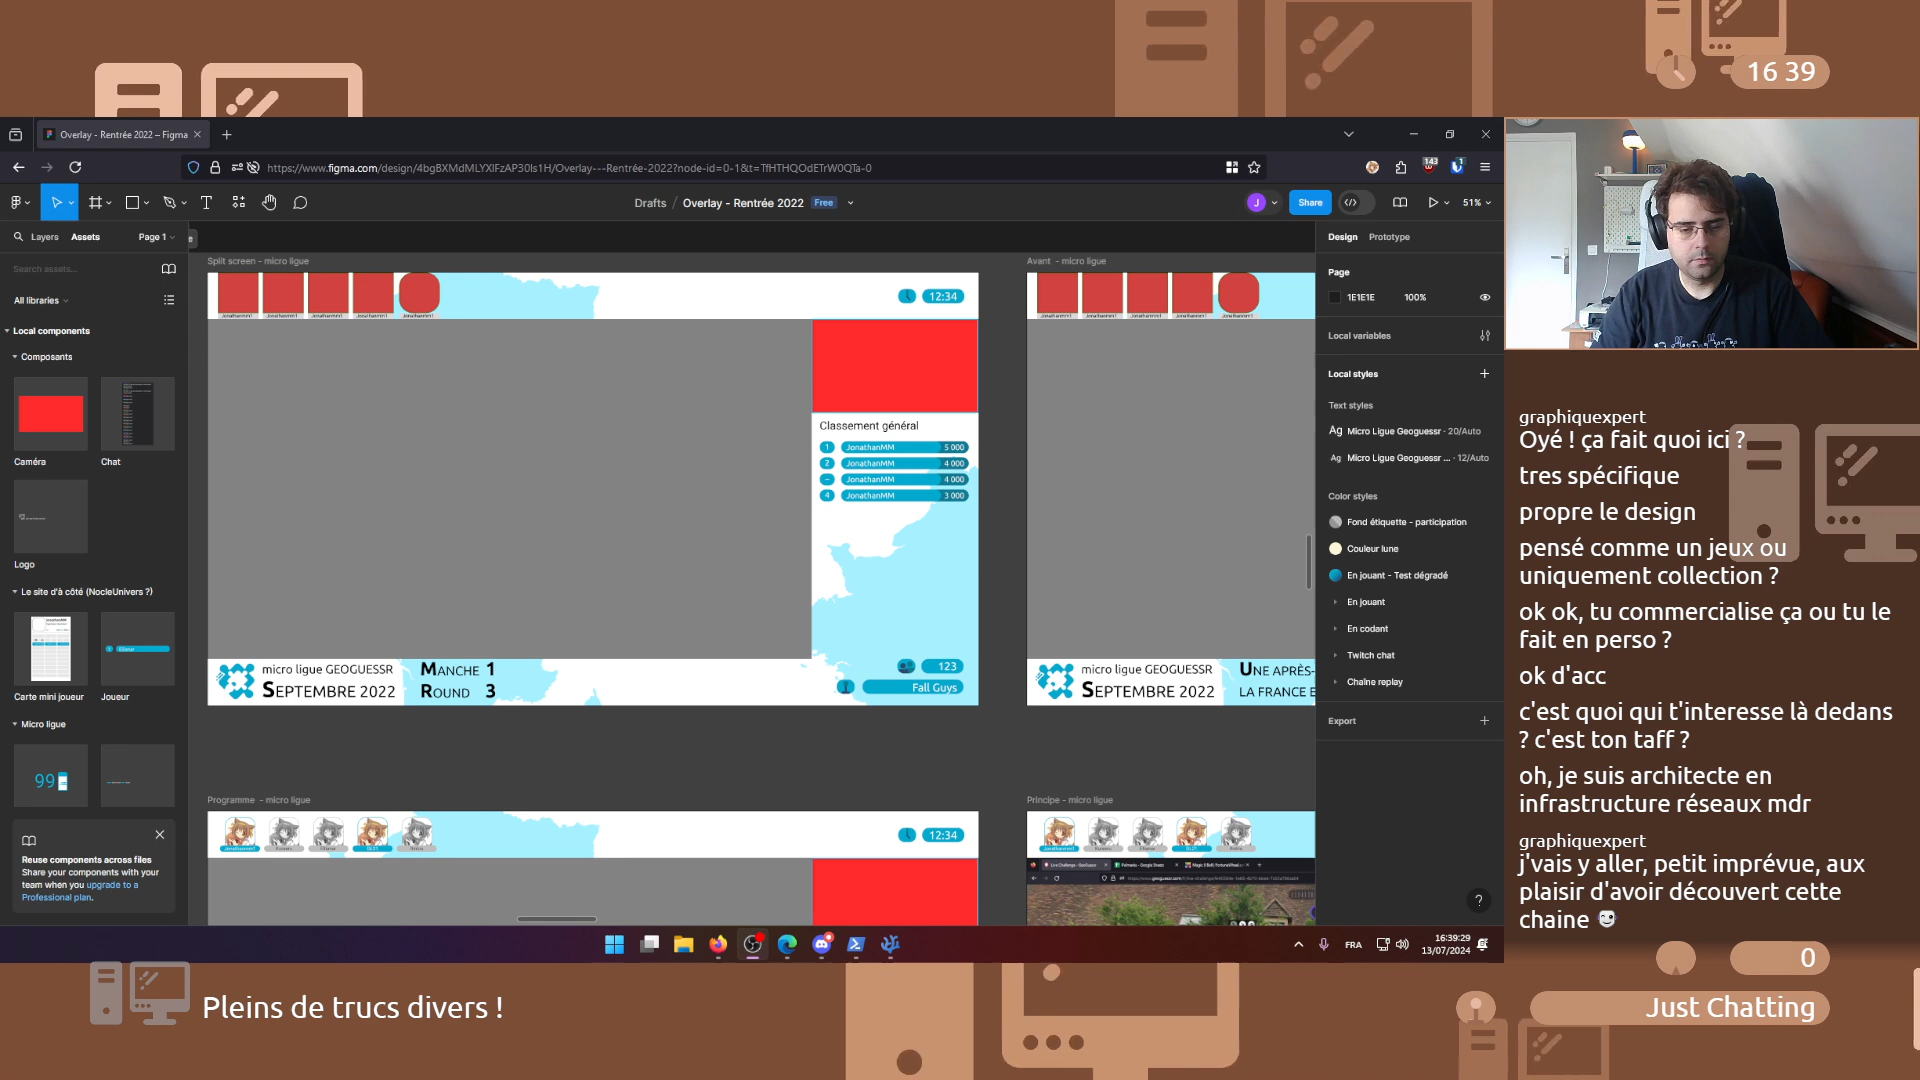 16 39
Overlay - Rentrée 2022 – Figma
https://www.figma.com/design/4bgBXMdMLYXIFzAP30Is1H/Overlay---Rentrée-2022?node-id=0-1&t=TfHTHQOdETrW0QTa-0
143
1
Drafts / Overlay - Rentrée 2022 Free
J
Share
51%
Layers Assets Page 1
Search assets...
All libraries
Local components
Composants
Caméra
Chat
Logo
Le site d'à côté (NocleUnivers ?)
Carte mini joueur
Joueur
Micro ligue
99
Reuse components across files
Share your components with your
team when you upgrade to a
Professional plan.
Split screen - micro ligue
12:34
Classement général
1 JonathanMM 5 000
2 JonathanMM 4 000
– JonathanMM 4 000
4 JonathanMM 3 000
micro ligue GEOGUESSR
SEPTEMBRE 2022
MANCHE 1
ROUND 3
123
Fall Guys
Avant - micro ligue
micro ligue GEOGUESSR
SEPTEMBRE 2022
UNE APRÈS-
LA FRANCE E
Programme - micro ligue
12:34
Principe - micro ligue
Design Prototype
Page
1E1E1E 100%
Local variables
Local styles
Text styles
Ag Micro Ligue Geoguessr · 20/Auto
Ag Micro Ligue Geoguessr ... · 12/Auto
Color styles
Fond étiquette - participation
Couleur lune
En jouant - Test dégradé
En jouant
En codant
Twitch chat
Chaîne replay
Export
?
FRA
16:39:29
13/07/2024
graphiquexpert
Oyé ! ça fait quoi ici ?
tres spécifique
propre le design
pensé comme un jeux ou
uniquement collection ?
ok ok, tu commercialise ça ou tu le
fait en perso ?
ok d'acc
c'est quoi qui t'interesse là dedans
? c'est ton taff ?
oh, je suis architecte en
infrastructure réseaux mdr
graphiquexpert
j'vais y aller, petit imprévue, aux
plaisir d'avoir découvert cette
chaine
0
Just Chatting
Pleins de trucs divers !